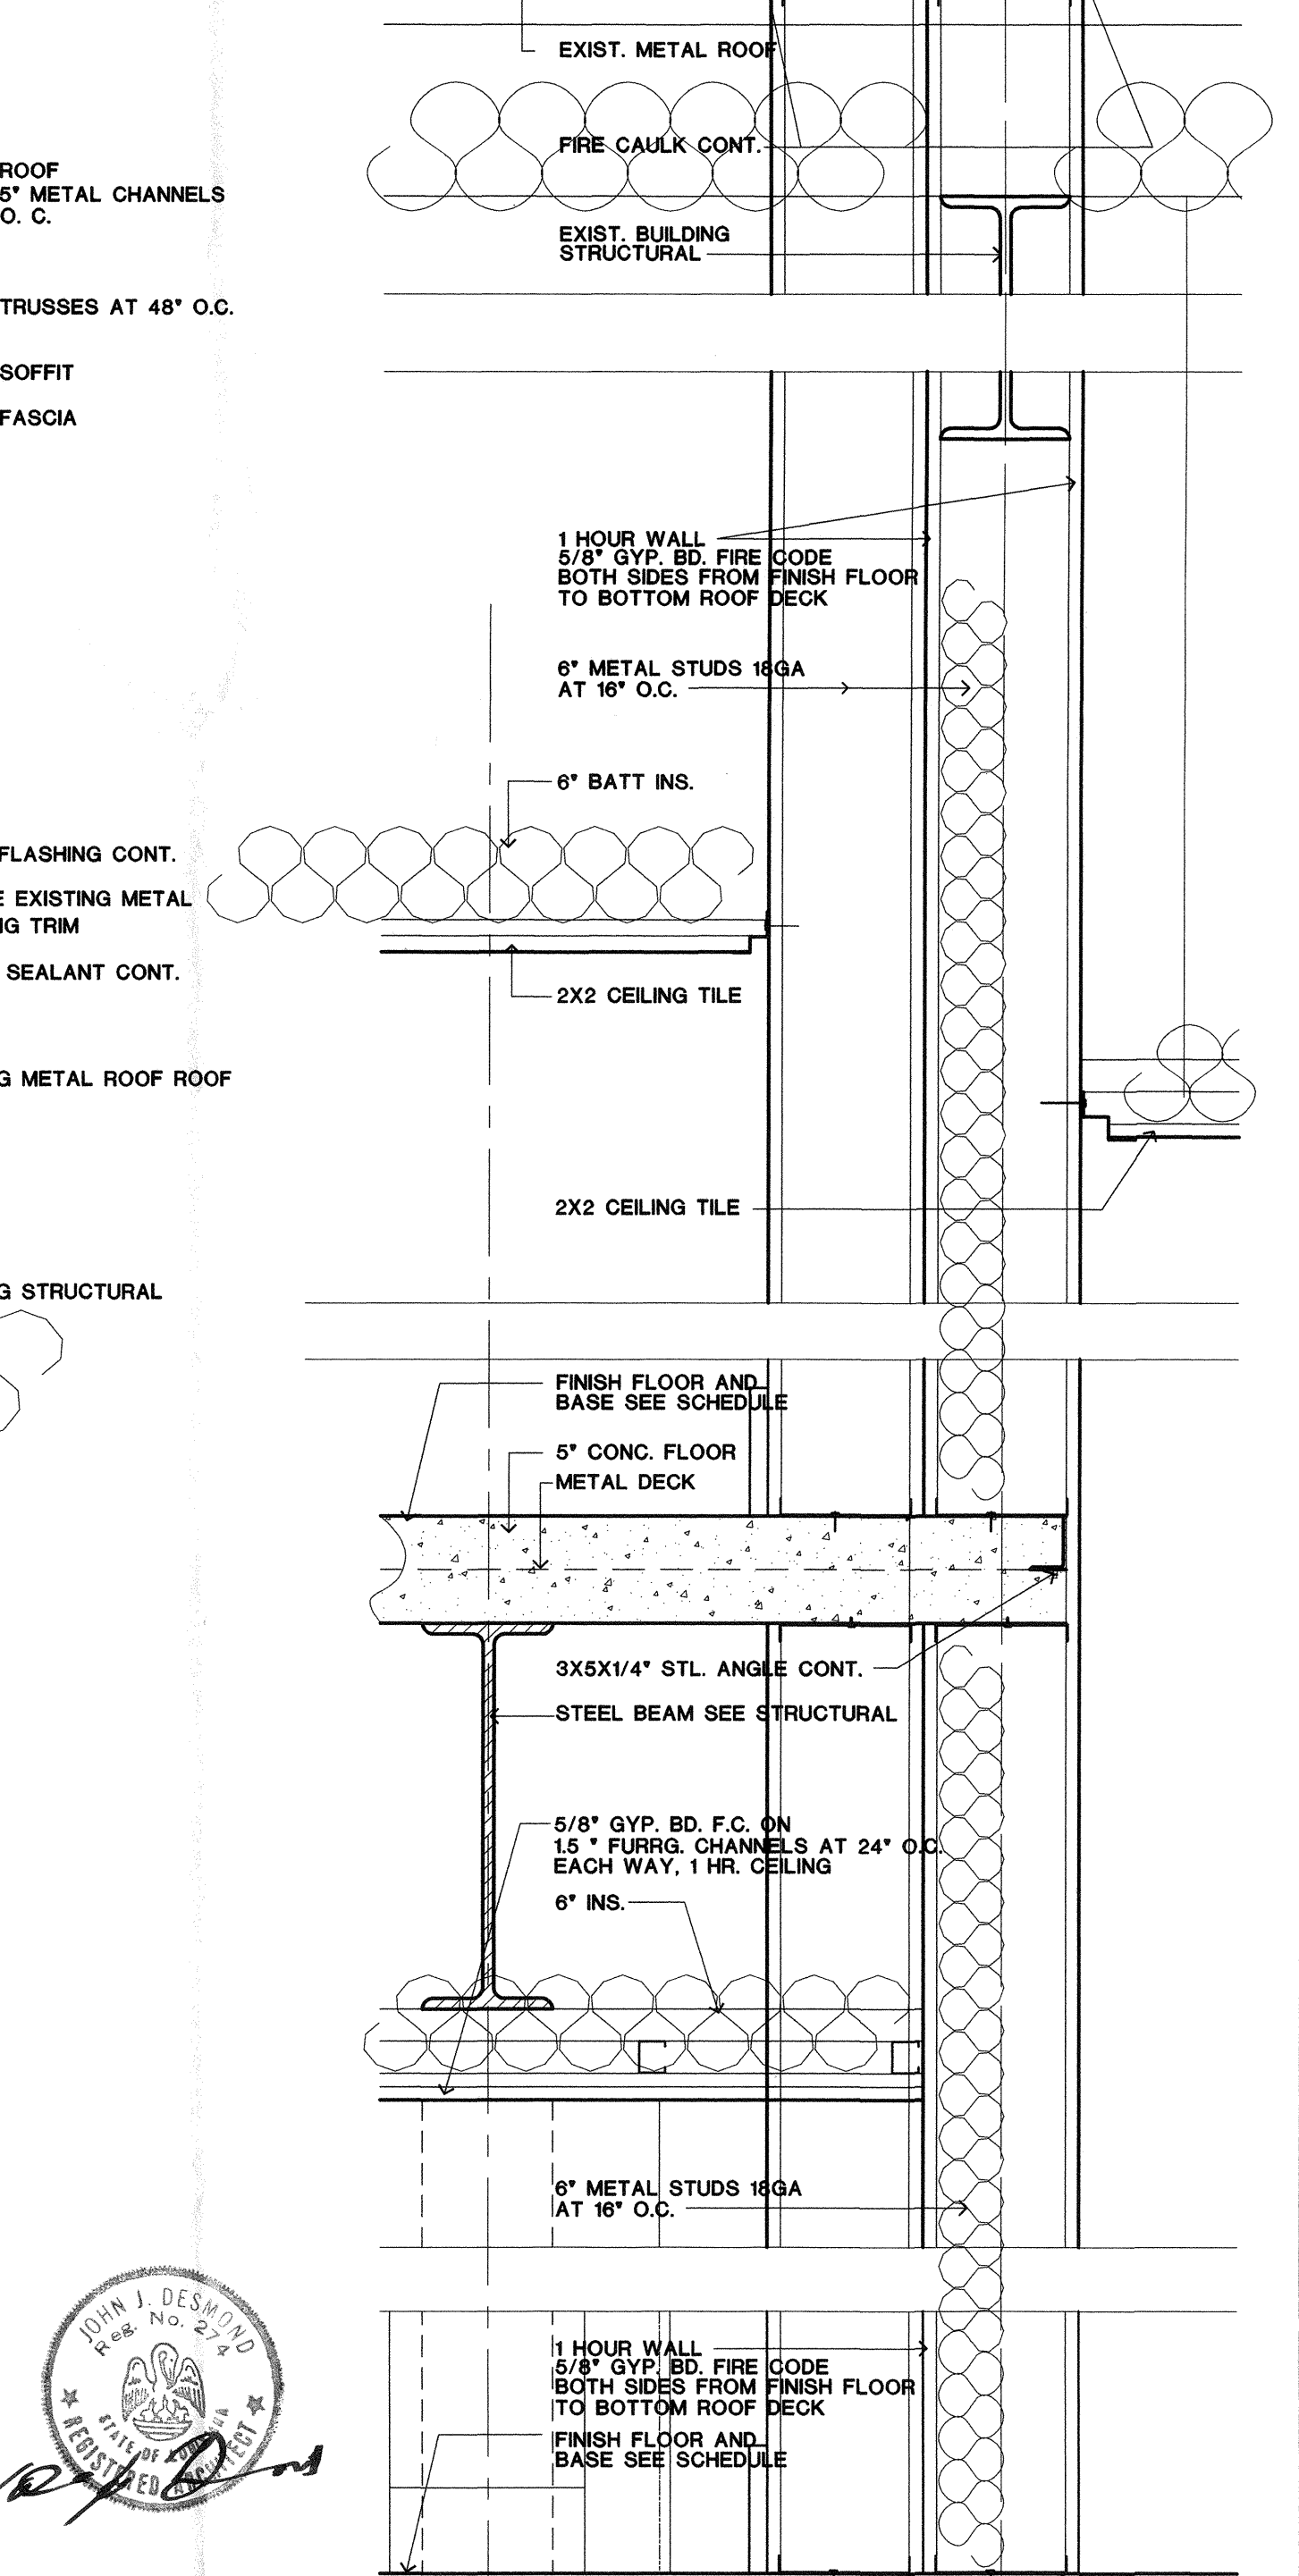 EXIST. METAL ROOF
FIRE CAULK CONT.
ROOF
5" METAL CHANNELS
O. C.
EXIST. BUILDING
STRUCTURAL
TRUSSES AT 48" O.C.
SOFFIT
FASCIA
1 HOUR WALL
5/8" GYP. BD. FIRE CODE
BOTH SIDES FROM FINISH FLOOR
TO BOTTOM ROOF DECK
6" METAL STUDS 18GA
AT 16" O.C.
6" BATT INS.
FLASHING CONT.
E EXISTING METAL
NG TRIM
SEALANT CONT.
2X2 CEILING TILE
G METAL ROOF ROOF
2X2 CEILING TILE
G STRUCTURAL
FINISH FLOOR AND
BASE SEE SCHEDULE
5" CONC. FLOOR
METAL DECK
3X5X1/4" STL. ANGLE CONT.
STEEL BEAM SEE STRUCTURAL
5/8" GYP. BD. F.C. ON
1.5 " FURRG. CHANNELS AT 24" O.C.
EACH WAY, 1 HR. CEILING
6" INS.
6" METAL STUDS 18GA
AT 16" O.C.
1 HOUR WALL
5/8" GYP. BD. FIRE CODE
BOTH SIDES FROM FINISH FLOOR
TO BOTTOM ROOF DECK
FINISH FLOOR AND
BASE SEE SCHEDULE
JOHN J. DESMOND
Reg. No. 274
STATE OF LOUISIANA
REGISTERED ARCHITECT